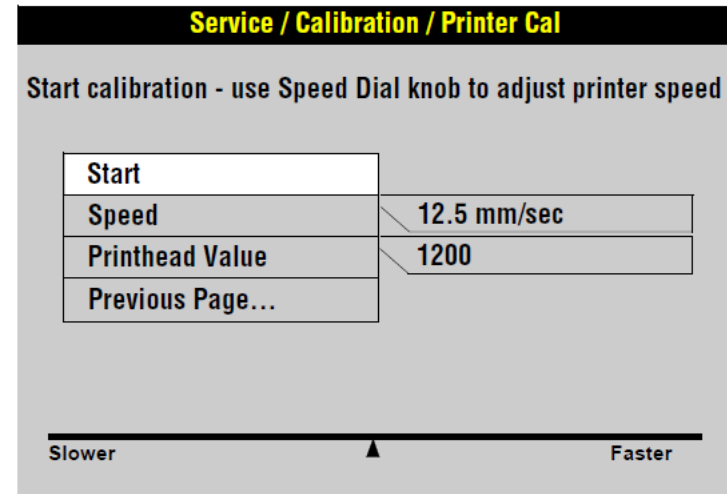 Service / Calibration / Printer Cal
Start calibration - use Speed Dial knob to adjust printer speed
Start
Speed 12.5 mm/sec
Printhead Value 1200
Previous Page...
Slower Faster